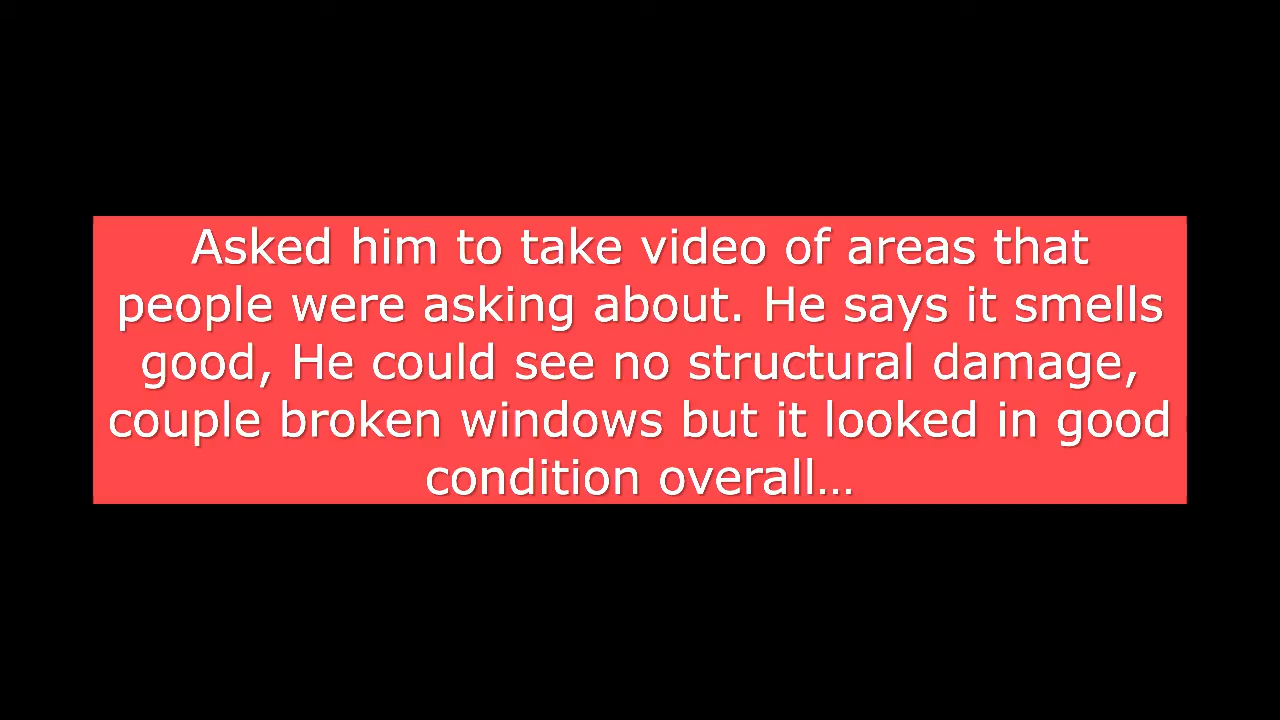 Asked him to take video of areas that
people were asking about. He says it smells
good, He could see no structural damage,
couple broken windows but it looked in good
condition overall…